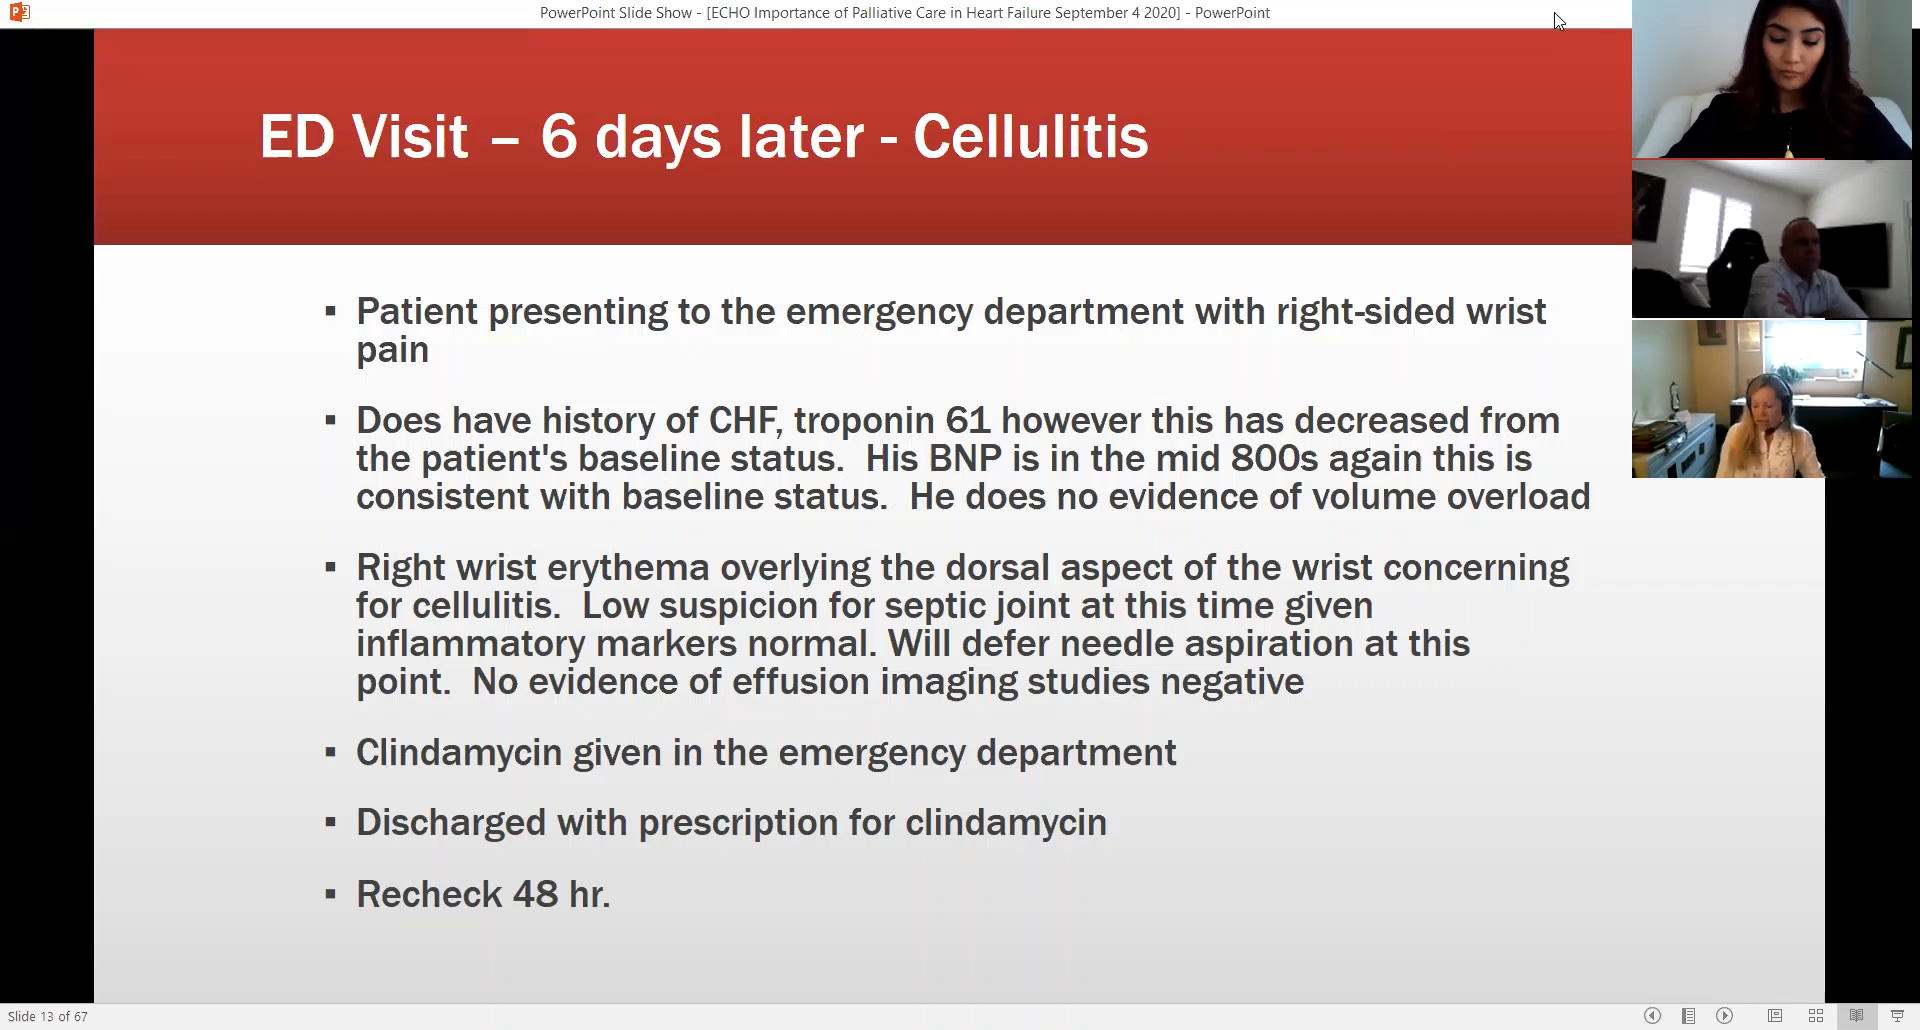 PowerPoint Slide Show - [ECHO Importance of Palliative Care in Heart Failure September 4 2020] - PowerPoint
ED Visit – 6 days later - Cellulitis
▪ Patient presenting to the emergency department with right-sided wrist
pain
▪ Does have history of CHF, troponin 61 however this has decreased from
the patient's baseline status.  His BNP is in the mid 800s again this is
consistent with baseline status.  He does no evidence of volume overload
▪ Right wrist erythema overlying the dorsal aspect of the wrist concerning
for cellulitis.  Low suspicion for septic joint at this time given
inflammatory markers normal. Will defer needle aspiration at this
point.  No evidence of effusion imaging studies negative
▪ Clindamycin given in the emergency department
▪ Discharged with prescription for clindamycin
▪ Recheck 48 hr.
Slide 13 of 67